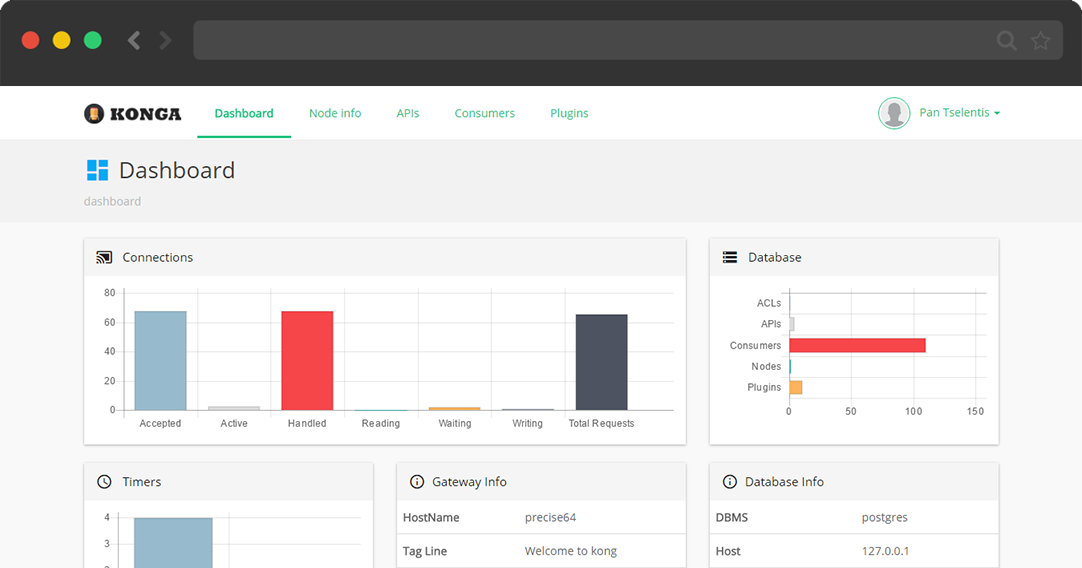 KONGA Dashboard Node info APIs Consumers Plugins Pan Tselentis
Dashboard
dashboard
Connections
80
60
40
20
0
Accepted Active Handled Reading Waiting Writing Total Requests
Database
ACLs
APIs
Consumers
Nodes
Plugins
0 50 100 150
Timers
4
3
Gateway Info
HostName precise64
Tag Line Welcome to kong
Database Info
DBMS postgres
Host 127.0.0.1